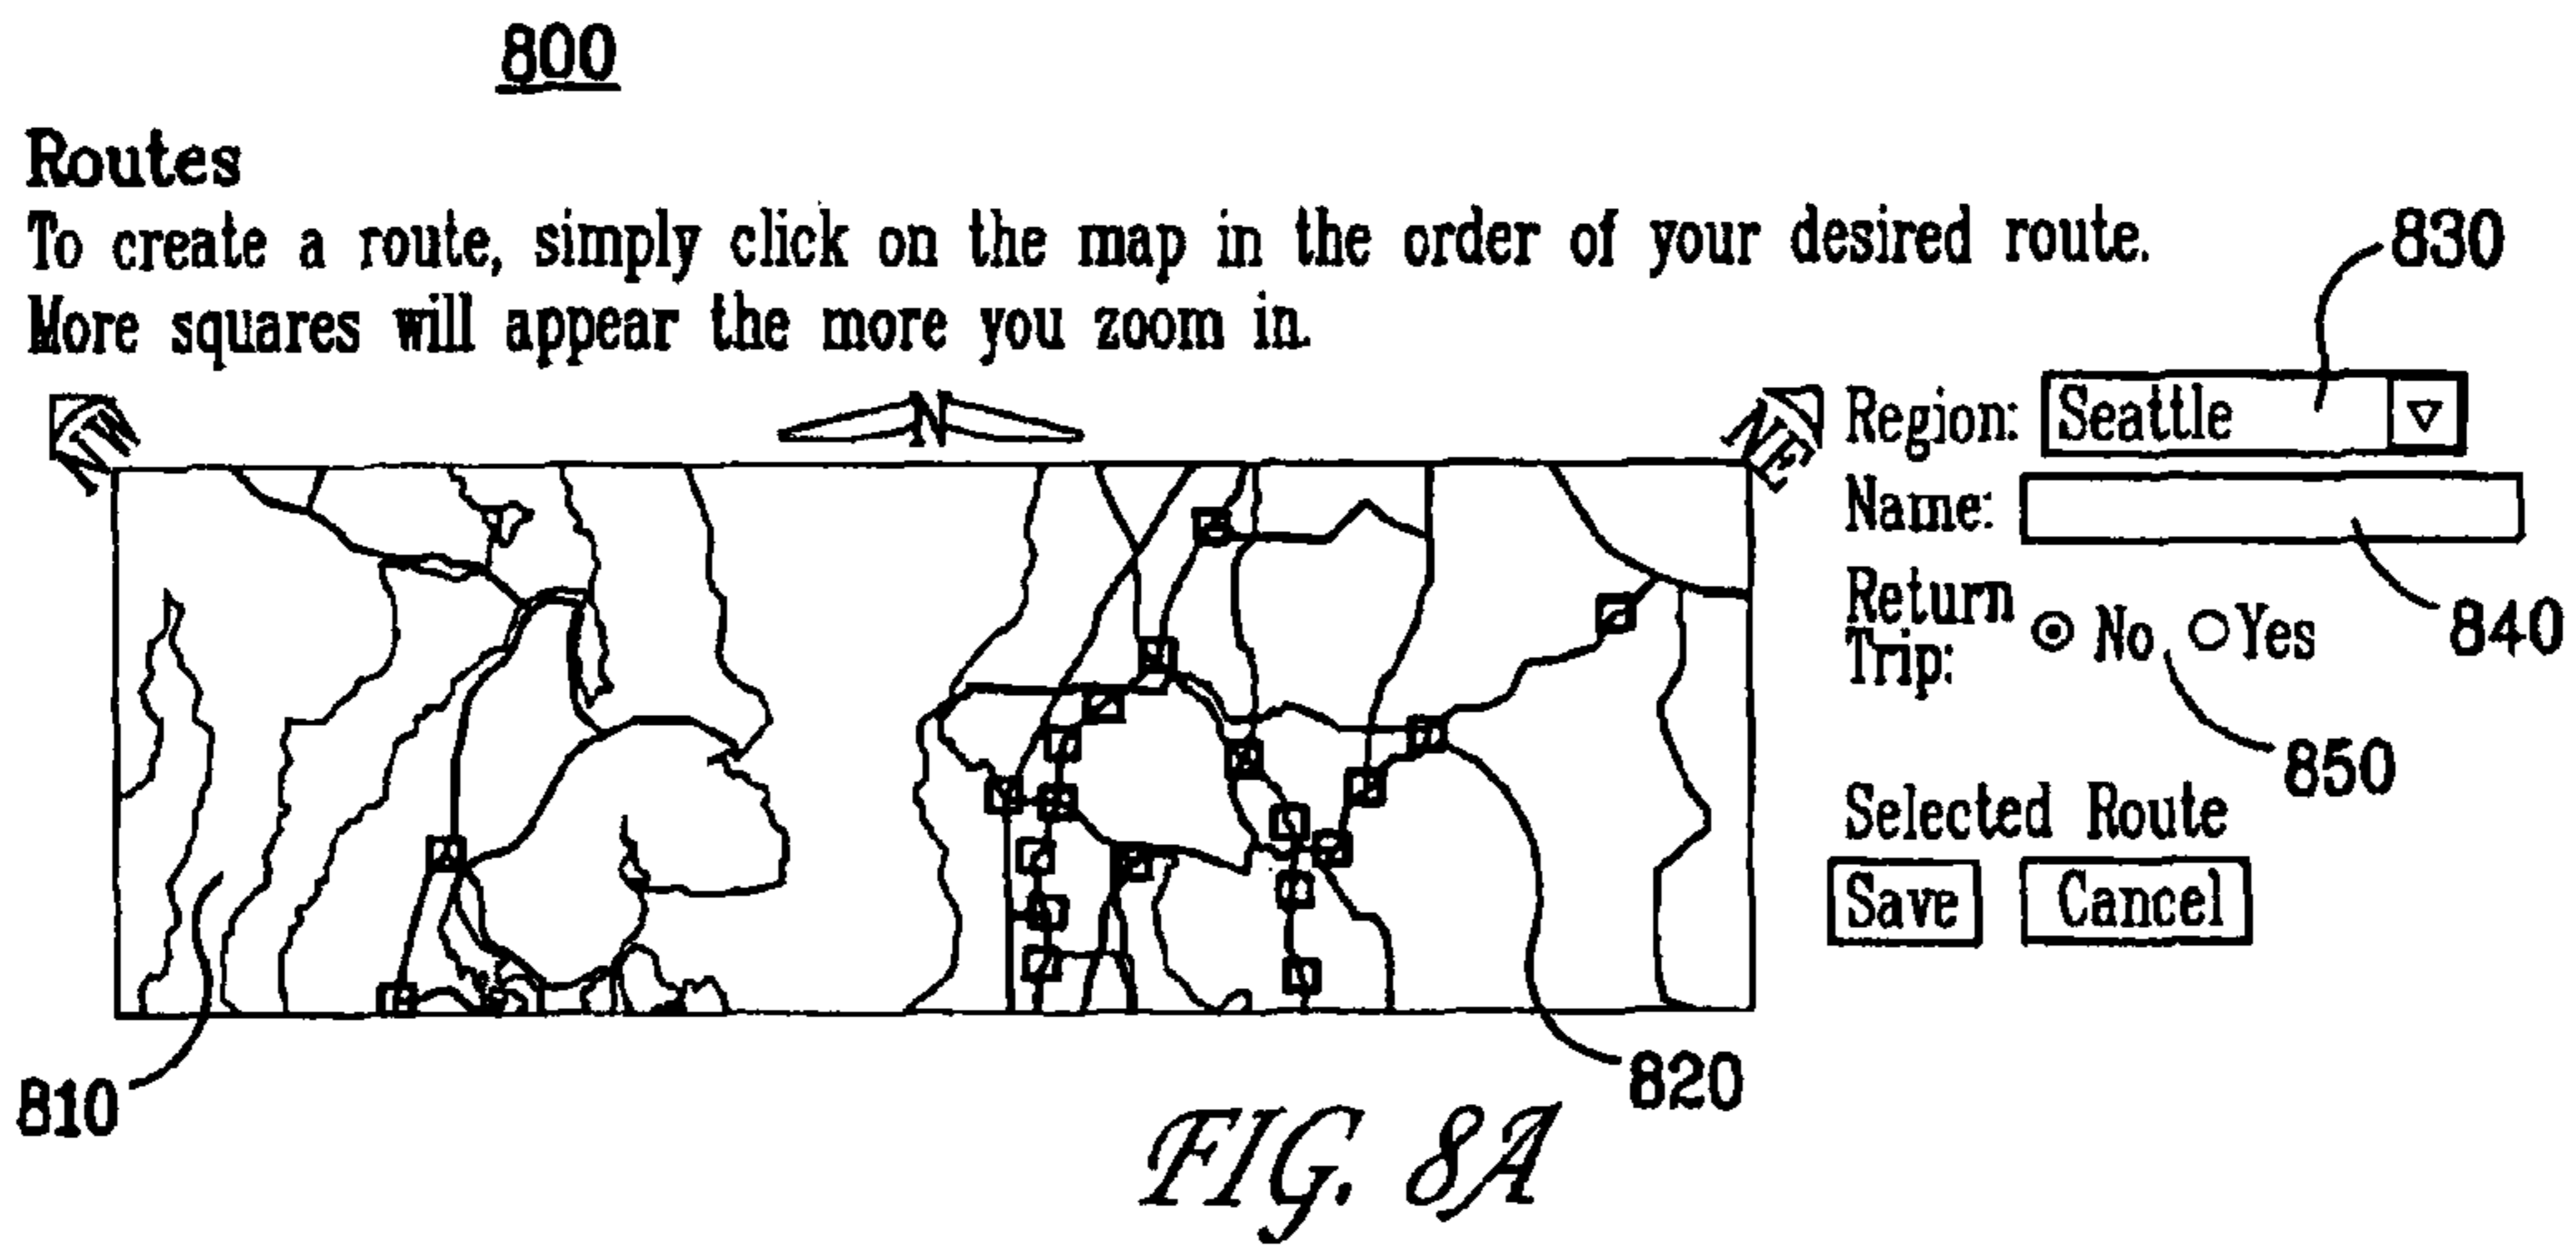 800
Routes
To create a route, simply click on the map in the order of your desired route.
More squares will appear the more you zoom in.
NW
N
NE
Region: Seattle
830
Name:
840
Return Trip: No Yes
850
Selected Route
Save Cancel
810
820
FIG. 8A